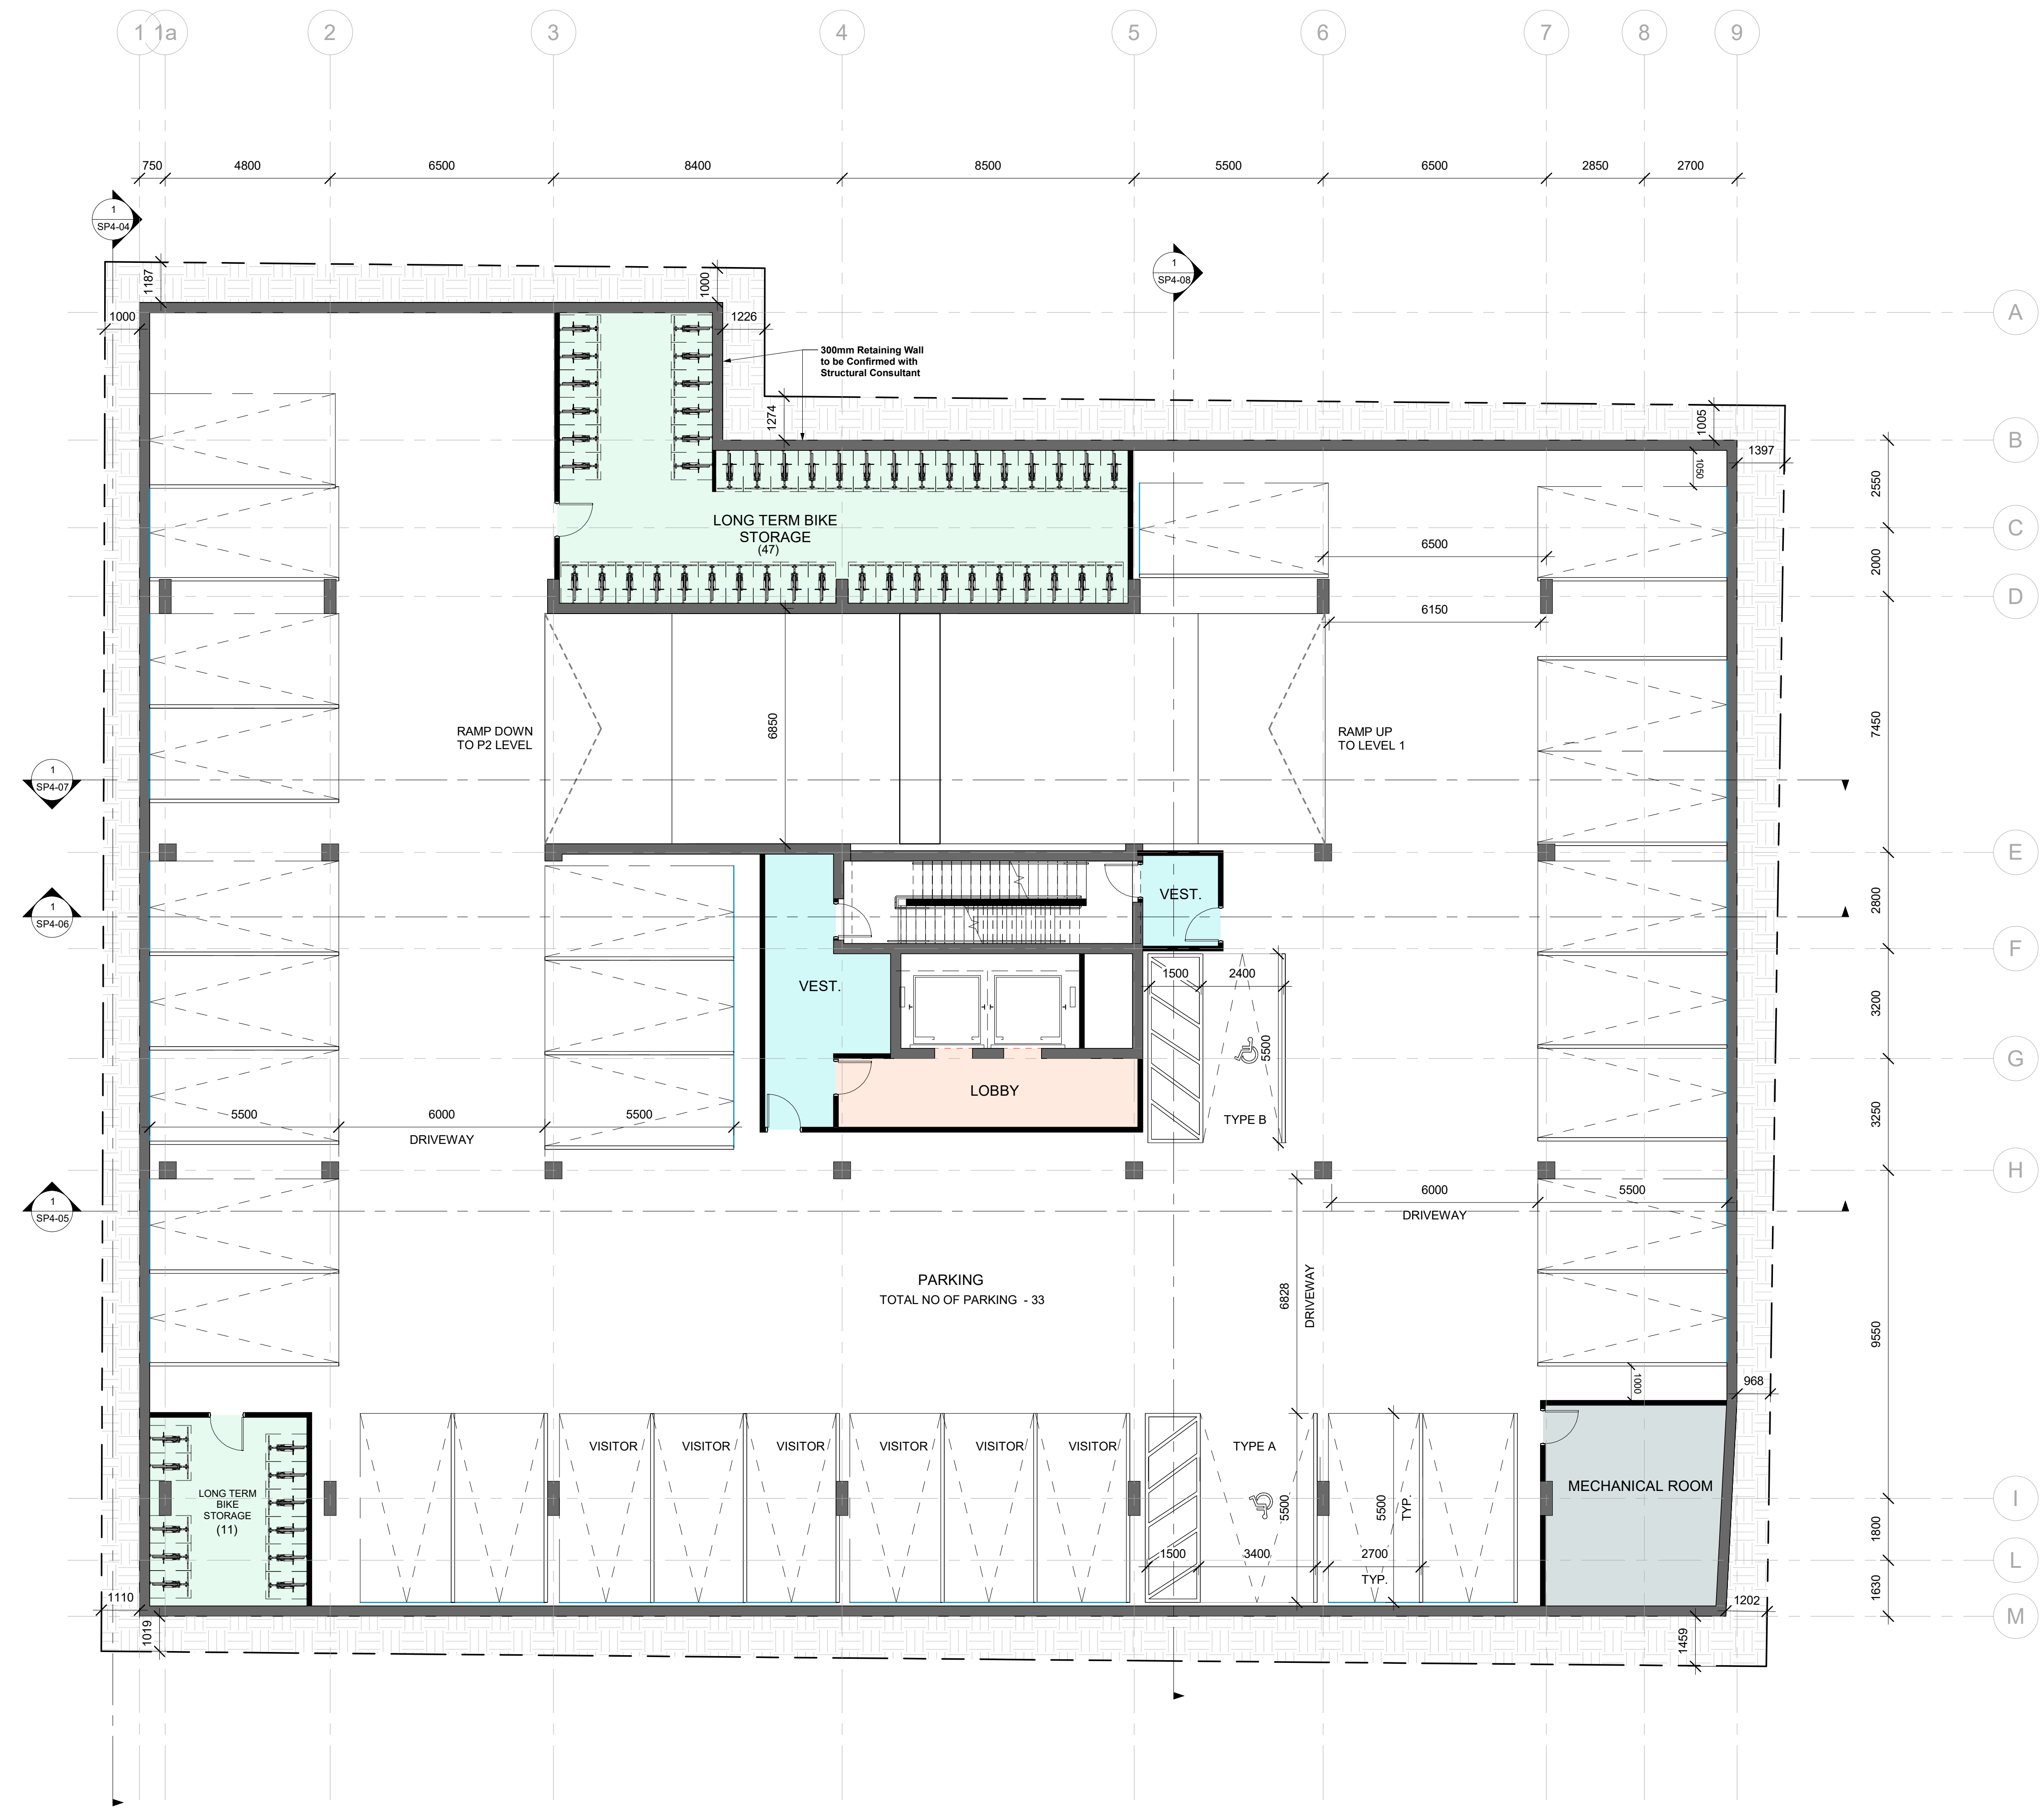 1 1a 2 3 4 5 6 7 8 9
750 4800 6500 8400 8500 5500 6500 2850 2700
1
SP4-04
1
SP4-08
1187
1000
1000
1226
A
300mm Retaining Wall
to be Confirmed with
Structural Consultant
1274
1005
B
1397
1050
2550
LONG TERM BIKE
STORAGE
(47)
C
6500
2000
D
6150
RAMP DOWN
TO P2 LEVEL
6850
RAMP UP
TO LEVEL 1
7450
1
SP4-07
E
VEST.
2800
1
SP4-06
F
VEST.
1500 2400
3200
5500
G
LOBBY
TYPE B
5500 6000 5500
DRIVEWAY
3250
H
1
SP4-05
6000 5500
DRIVEWAY
PARKING
TOTAL NO OF PARKING - 33
6828
DRIVEWAY
9550
1000
968
VISITOR VISITOR VISITOR VISITOR VISITOR VISITOR
TYPE A
MECHANICAL ROOM
LONG TERM
BIKE
STORAGE
(11)
5500
5500
TYP.
I
1800
1500 3400 2700
TYP.
L
1630
1110
1202
M
1019
1459